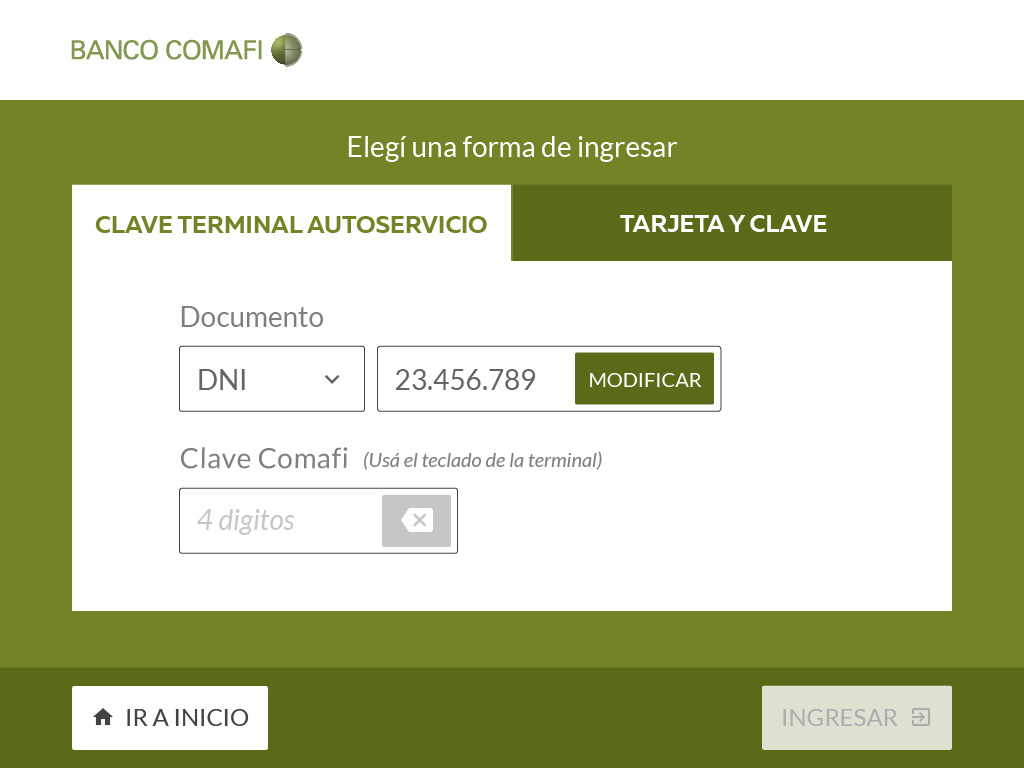 BANCO COMAFI
Elegí una forma de ingresar
CLAVE TERMINAL AUTOSERVICIO
TARJETA Y CLAVE
Documento
DNI
23.456.789
MODIFICAR
Clave Comafi (Usá el teclado de la terminal)
4 digitos
IR A INICIO
INGRESAR